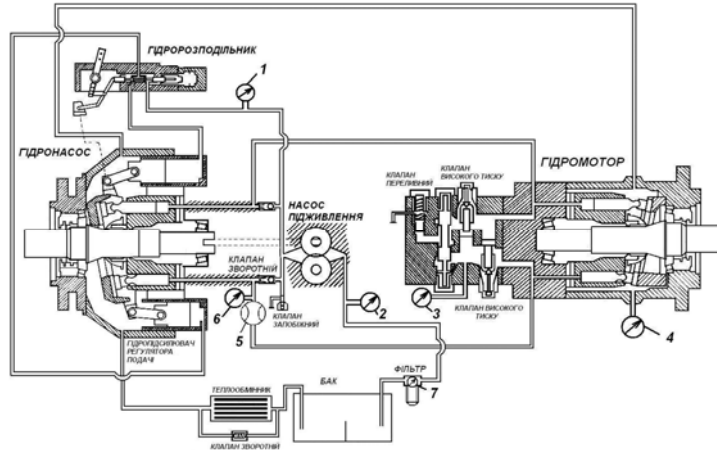 1
ГІДРОРОЗПОДІЛЬНИК
ГІДРОНАСОС
НАСОС
ПІДЖИВЛЕННЯ
КЛАПАН
ЗВОРОТНІЙ
6
5
КЛАПАН
ЗАПОБІЖНИЙ
2
ГІДРОПІДСИЛЮВАЧ
РЕГУЛЯТОРА
ПОДАЧІ
ТЕПЛООБМІННИК
КЛАПАН ЗВОРОТНІЙ
БАК
ФІЛЬТР
7
КЛАПАН
ПЕРЕЛИВНИЙ
КЛАПАН
ВИСОКОГО ТИСКУ
ГІДРОМОТОР
3
КЛАПАН ВИСОКОГО
ТИСКУ
4